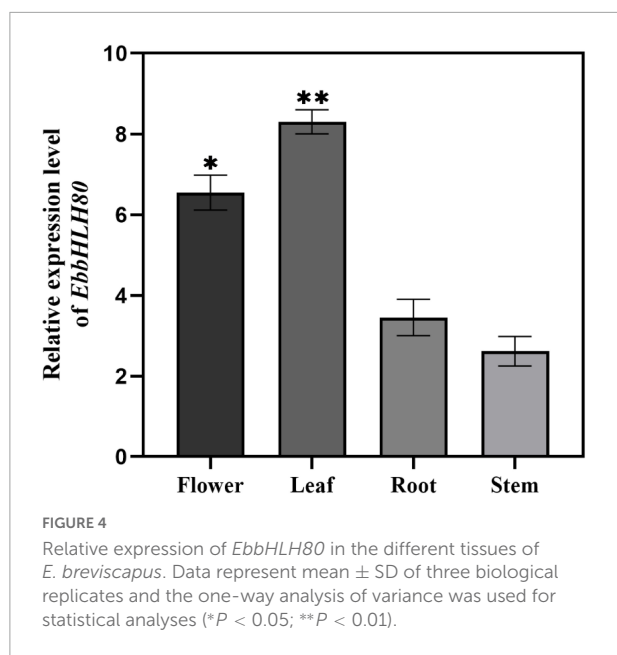 Relative expression level
of EbbHLH80
10
8
6
4
2
0
*
**
Flower Leaf Root Stem
FIGURE 4
Relative expression of EbbHLH80 in the different tissues of
E. breviscapus. Data represent mean ± SD of three biological
replicates and the one-way analysis of variance was used for
statistical analyses (*P < 0.05; **P < 0.01).